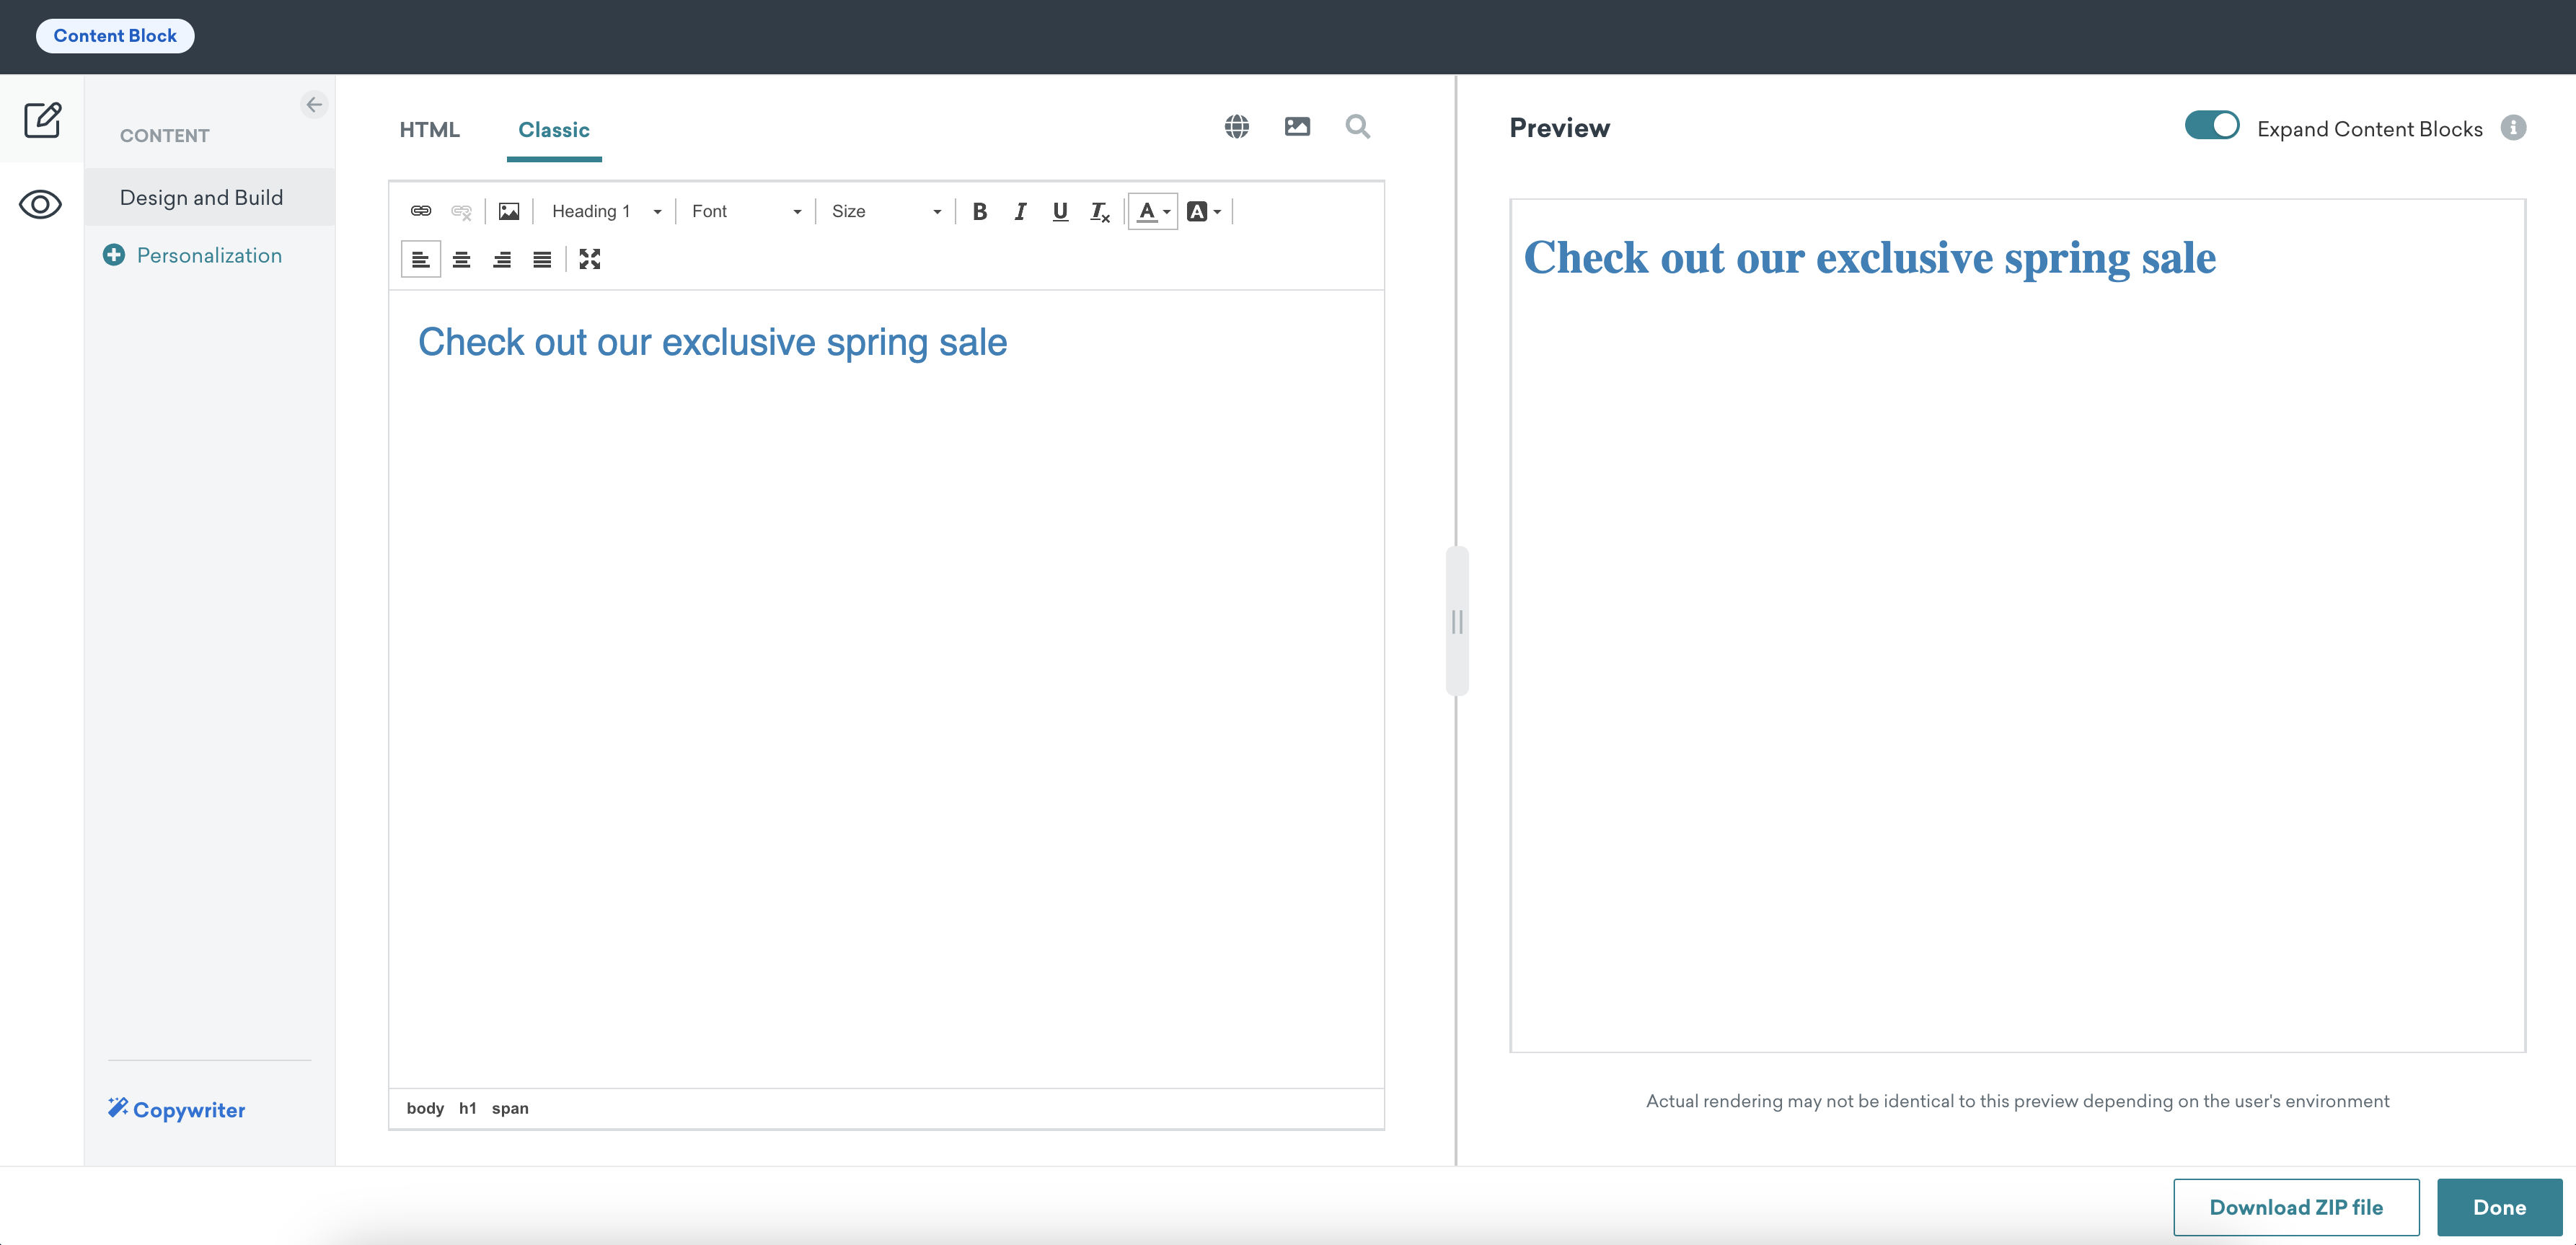 Content Block
CONTENT
Design and Build
Personalization
Copywriter
HTML Classic
Heading 1 Font Size B I U Tx A A
Check out our exclusive spring sale
body h1 span
Preview
Expand Content Blocks
Check out our exclusive spring sale
Actual rendering may not be identical to this preview depending on the user's environment
Download ZIP file Done